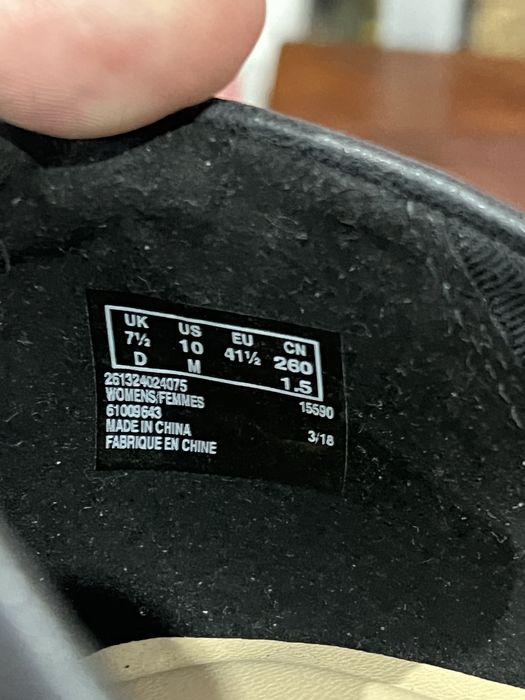 UK US EU CN
7½ 10 41½ 260
D M 1.5
261324024075
WOMENS/FEMMES 15590
61009643
MADE IN CHINA 3/18
FABRIQUE EN CHINE